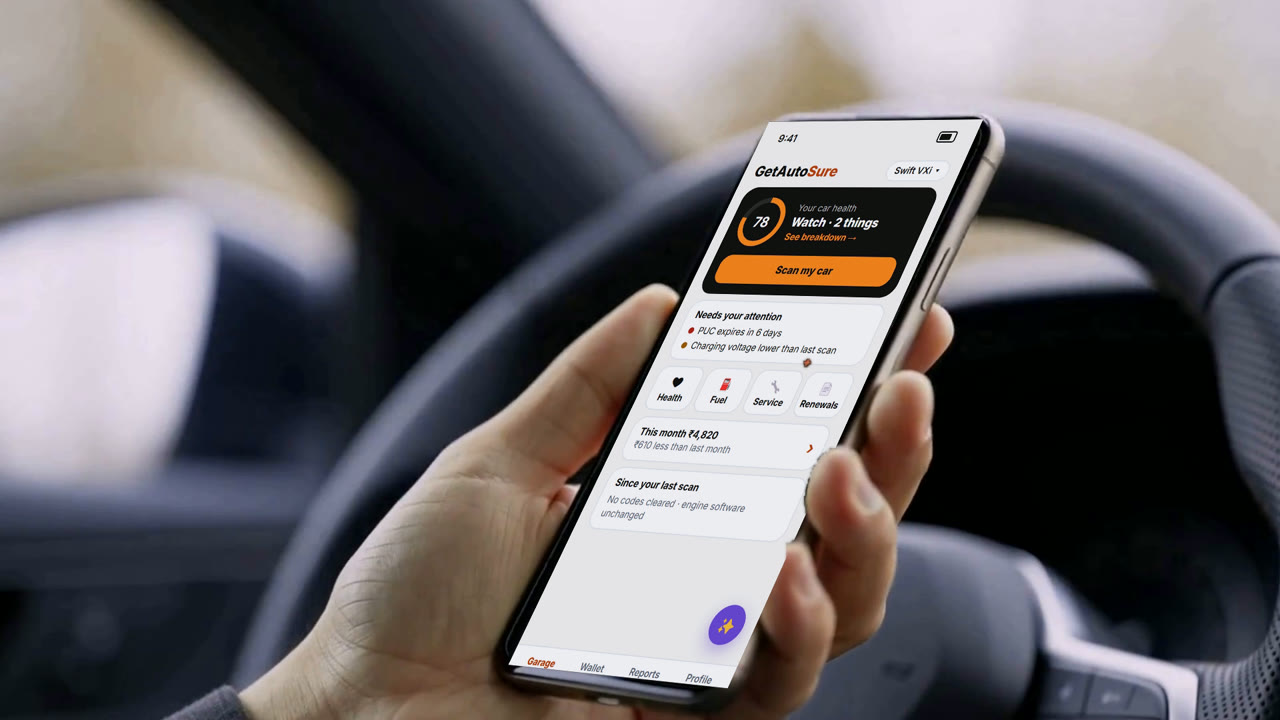 9:41
GetAutoSure
Swift VXi
78
Your car health
Watch · 2 things
See breakdown →
Scan my car
Needs your attention
PUC expires in 6 days
Charging voltage lower than last scan
Health
Fuel
Service
Renewals
This month ₹4,820
₹610 less than last month
Since your last scan
No codes cleared · engine software
unchanged
Garage
Wallet
Reports
Profile